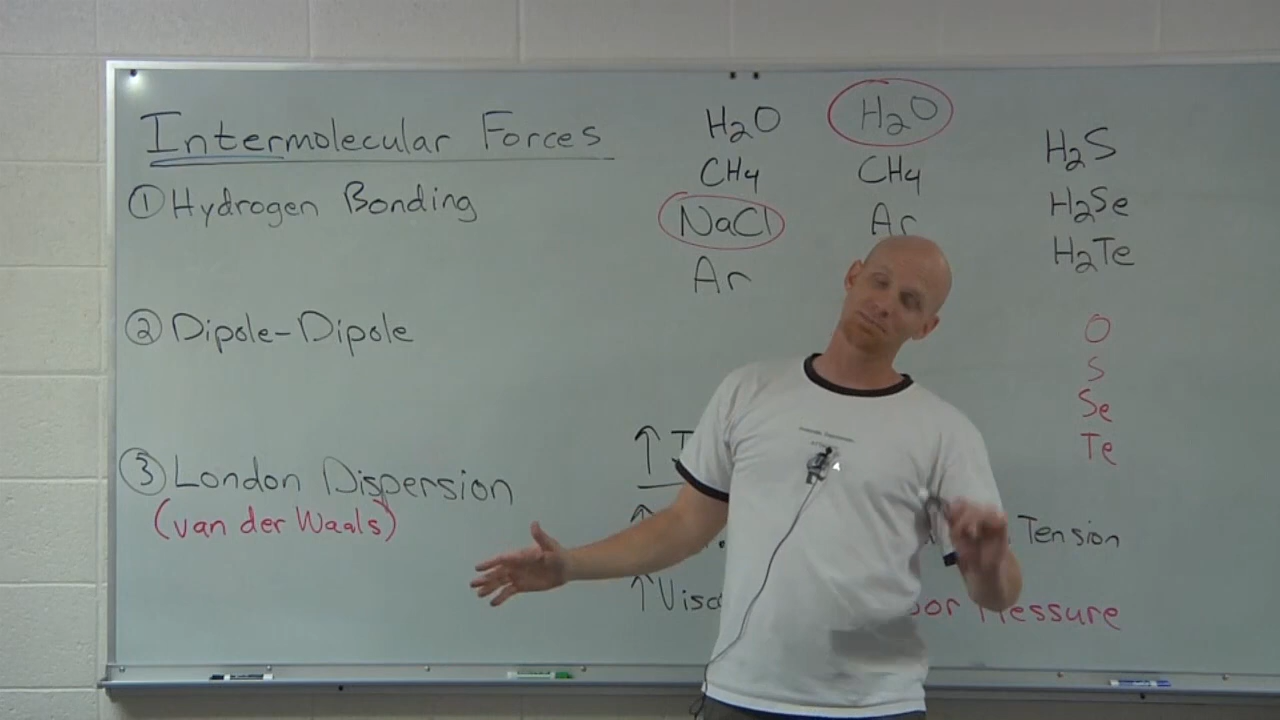 Intermolecular Forces
① Hydrogen Bonding
② Dipole-Dipole
③ London Dispersion
(van der Waals)
H2O
CH4
NaCl
Ar
H2O
CH4
Ar
H2S
H2Se
H2Te
O
S
Se
Te
↑ I
↑
Tension
↑ Visc
por Pressure